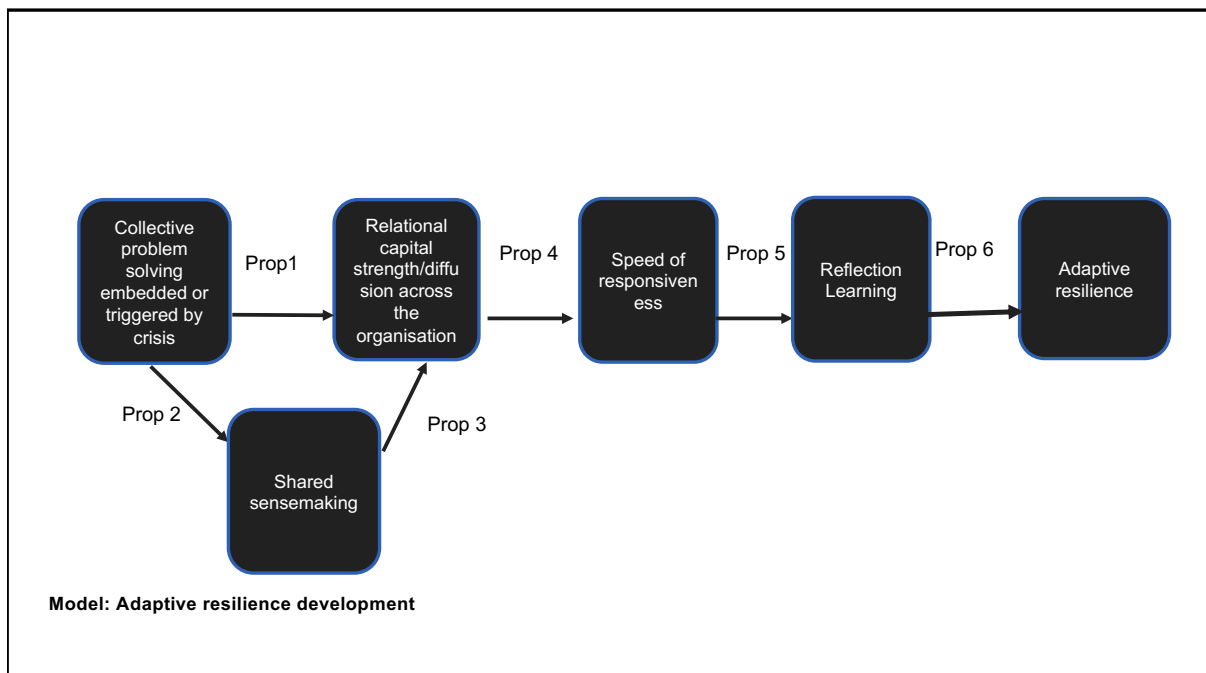 Collective
problem
solving
embedded or
triggered by
crisis
Prop1
Relational
capital
strength/diffu
sion across
the
organisation
Prop 4
Speed of
responsiven
ess
Prop 5
Reflection
Learning
Prop 6
Adaptive
resilience
Prop 2
Shared
sensemaking
Prop 3
Model: Adaptive resilience development